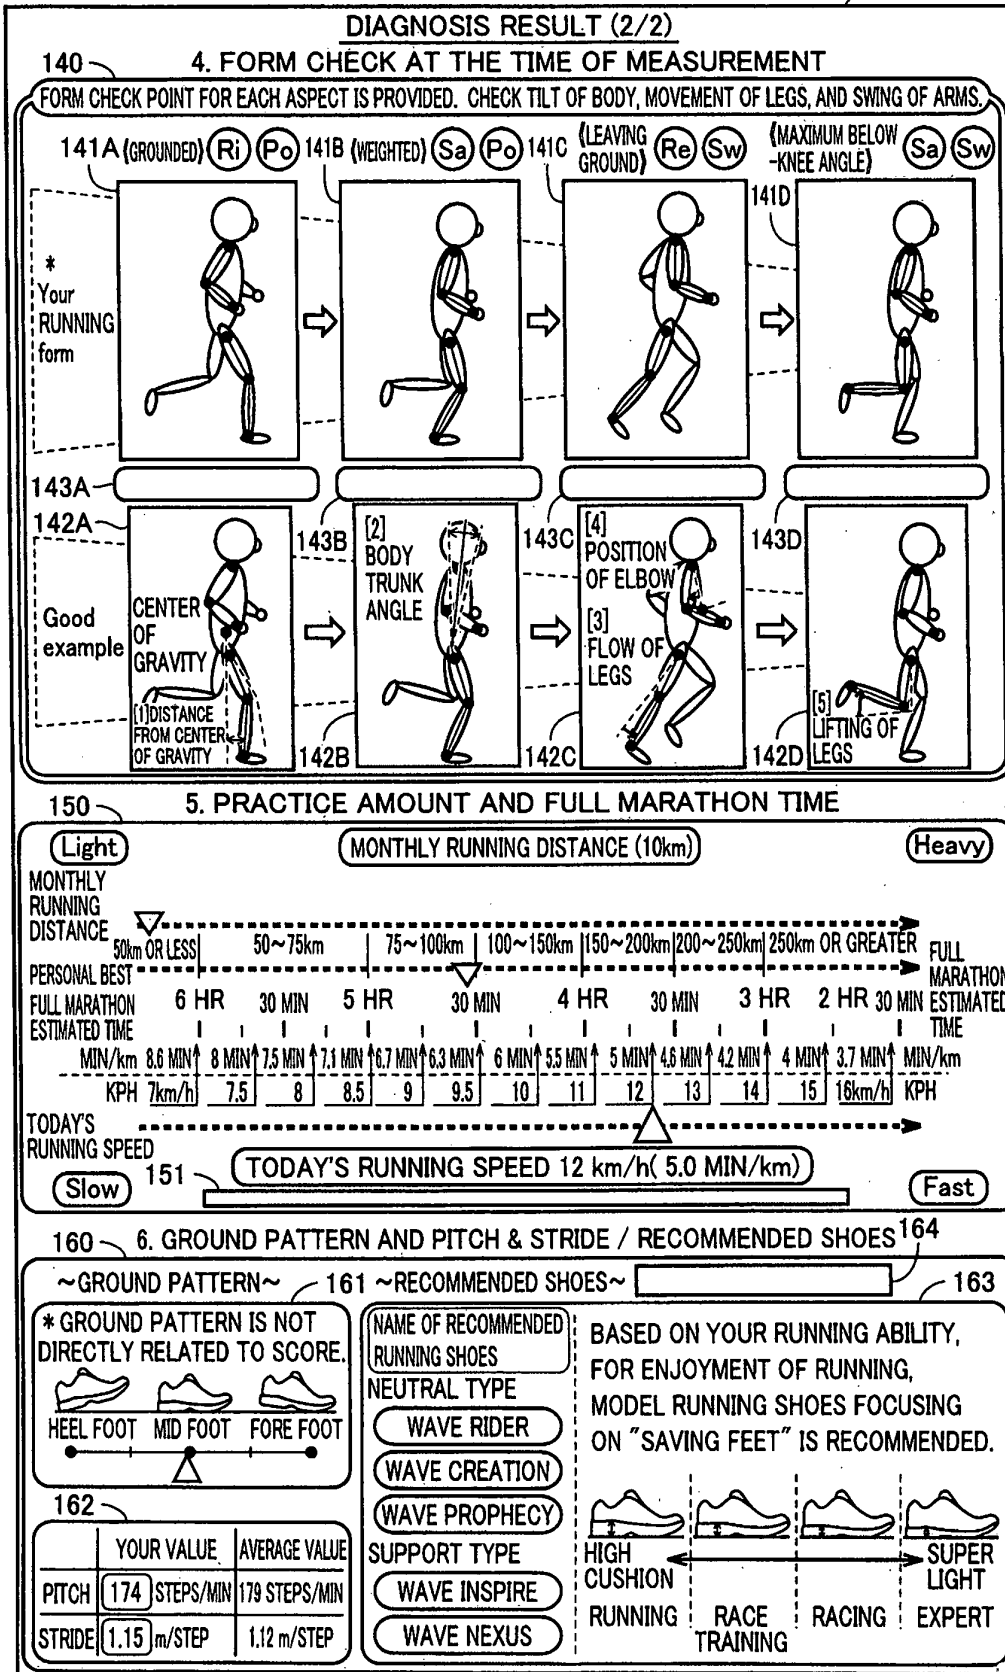 DIAGNOSIS RESULT (2/2)
140
4. FORM CHECK AT THE TIME OF MEASUREMENT
FORM CHECK POINT FOR EACH ASPECT IS PROVIDED. CHECK TILT OF BODY, MOVEMENT OF LEGS, AND SWING OF ARMS.
141A (GROUNDED) Ri Po
141B (WEIGHTED) Sa Po
141C (LEAVING
GROUND) Re Sw
(MAXIMUM BELOW
-KNEE ANGLE) Sa Sw
141D
*
Your
RUNNING
form
143A
142A
143B
143C
143D
Good
example
CENTER
OF
GRAVITY
[1]DISTANCE
FROM CENTER
OF GRAVITY
[2]
BODY
TRUNK
ANGLE
[4]
POSITION
OF ELBOW
[3]
FLOW OF
LEGS
[5]
LIFTING OF
LEGS
142B
142C
142D
150
5. PRACTICE AMOUNT AND FULL MARATHON TIME
Light
MONTHLY RUNNING DISTANCE (10km)
Heavy
MONTHLY
RUNNING
DISTANCE
50km OR LESS 50~75km 75~100km 100~150km 150~200km 200~250km 250km OR GREATER
PERSONAL BEST
FULL MARATHON
ESTIMATED TIME
6 HR 30 MIN 5 HR 30 MIN 4 HR 30 MIN 3 HR 2 HR 30 MIN
FULL
MARATHON
ESTIMATED
TIME
MIN/km 8.6 MIN 8 MIN 7.5 MIN 7.1 MIN 6.7 MIN 6.3 MIN 6 MIN 5.5 MIN 5 MIN 4.6 MIN 4.2 MIN 4 MIN 3.7 MIN MIN/km
KPH 7km/h 7.5 8 8.5 9 9.5 10 11 12 13 14 15 16km/h KPH
TODAY'S
RUNNING SPEED
TODAY'S RUNNING SPEED 12 km/h( 5.0 MIN/km)
Slow
151
Fast
160
6. GROUND PATTERN AND PITCH & STRIDE / RECOMMENDED SHOES
164
~GROUND PATTERN~
161
~RECOMMENDED SHOES~
163
* GROUND PATTERN IS NOT
DIRECTLY RELATED TO SCORE.
HEEL FOOT MID FOOT FORE FOOT
162
YOUR VALUE AVERAGE VALUE
PITCH 174 STEPS/MIN 179 STEPS/MIN
STRIDE 1.15 m/STEP 1.12 m/STEP
NAME OF RECOMMENDED
RUNNING SHOES
NEUTRAL TYPE
WAVE RIDER
WAVE CREATION
WAVE PROPHECY
SUPPORT TYPE
WAVE INSPIRE
WAVE NEXUS
BASED ON YOUR RUNNING ABILITY,
FOR ENJOYMENT OF RUNNING,
MODEL RUNNING SHOES FOCUSING
ON "SAVING FEET" IS RECOMMENDED.
HIGH
CUSHION
SUPER
LIGHT
RUNNING
RACE
TRAINING
RACING
EXPERT